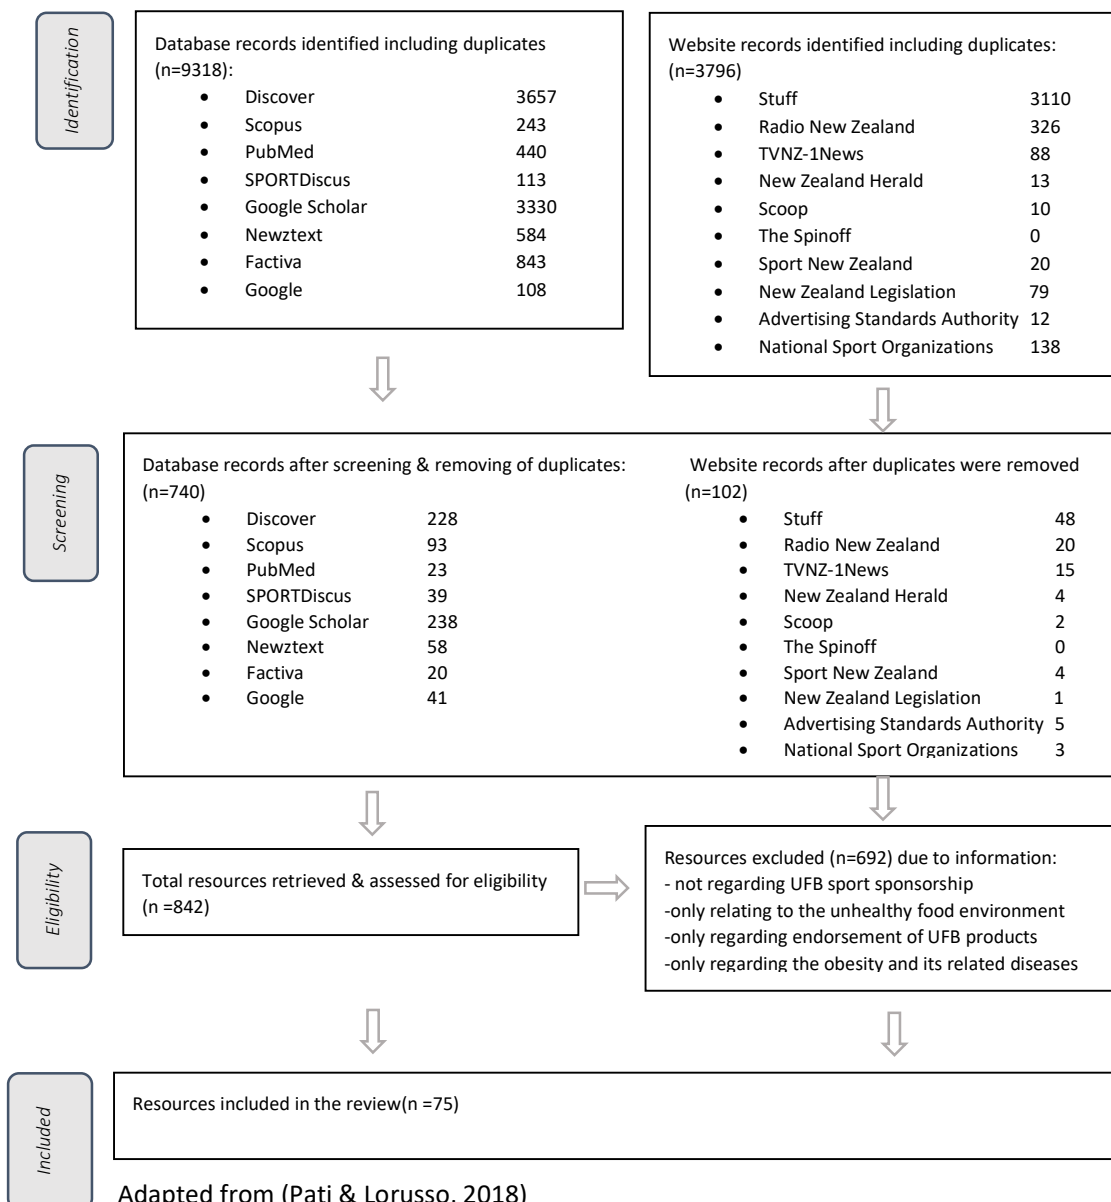 Identification
Database records identified including duplicates
(n=9318):
• Discover 3657
• Scopus 243
• PubMed 440
• SPORTDiscus 113
• Google Scholar 3330
• Newztext 584
• Factiva 843
• Google 108
Website records identified including duplicates:
(n=3796)
• Stuff 3110
• Radio New Zealand 326
• TVNZ-1News 88
• New Zealand Herald 13
• Scoop 10
• The Spinoff 0
• Sport New Zealand 20
• New Zealand Legislation 79
• Advertising Standards Authority 12
• National Sport Organizations 138
Screening
Database records after screening & removing of duplicates:
(n=740)
• Discover 228
• Scopus 93
• PubMed 23
• SPORTDiscus 39
• Google Scholar 238
• Newztext 58
• Factiva 20
• Google 41
Website records after duplicates were removed
(n=102)
• Stuff 48
• Radio New Zealand 20
• TVNZ-1News 15
• New Zealand Herald 4
• Scoop 2
• The Spinoff 0
• Sport New Zealand 4
• New Zealand Legislation 1
• Advertising Standards Authority 5
• National Sport Organizations 3
Eligibility
Total resources retrieved & assessed for eligibility
(n =842)
Resources excluded (n=692) due to information:
- not regarding UFB sport sponsorship
-only relating to the unhealthy food environment
-only regarding endorsement of UFB products
-only regarding the obesity and its related diseases
Included
Resources included in the review(n =75)
Adapted from (Pati & Lorusso, 2018)